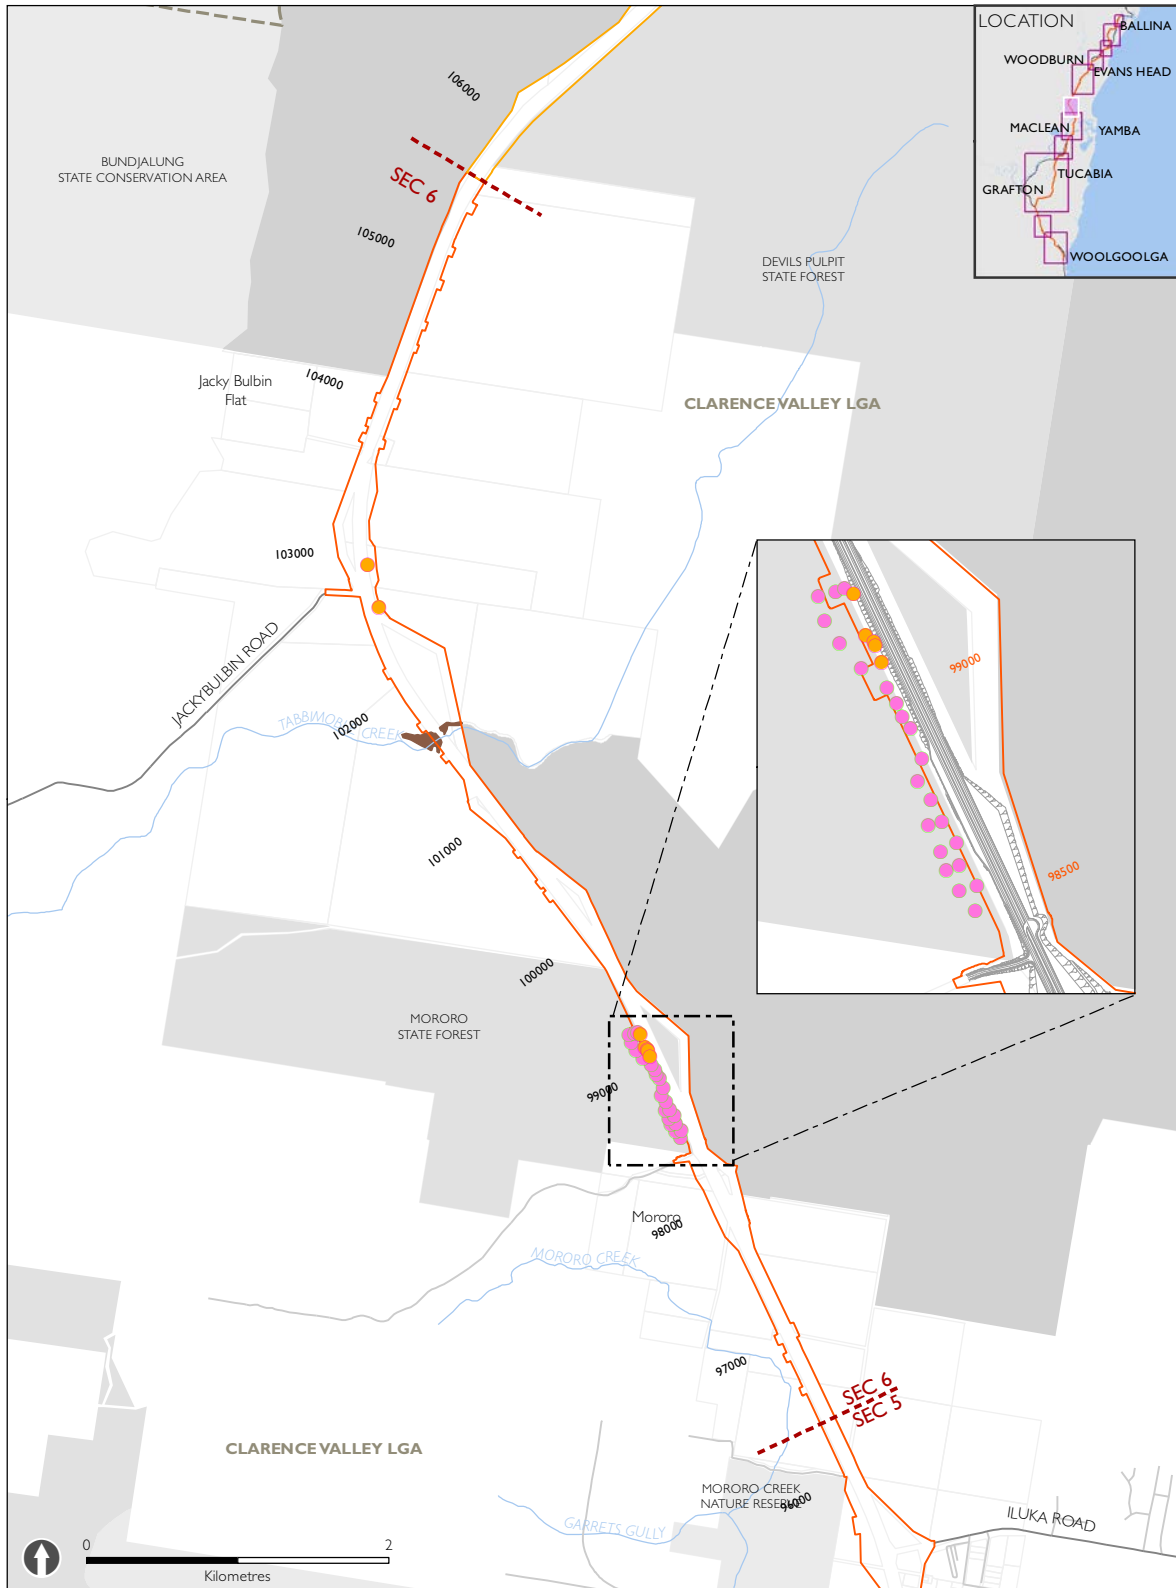 LOCATION
BALLINA
WOODBURN
EVANS HEAD
MACLEAN
YAMBA
TUCABIA
GRAFTON
WOOLGOOLGA
106000
BUNDJALUNG
STATE CONSERVATION AREA
SEC 6
105000
DEVILS PULPIT
STATE FOREST
Jacky Bulbin
Flat
104000
CLARENCE VALLEY LGA
103000
JACKYBULBIN ROAD
99000
TABBIMOBLE CREEK
102000
101000
98500
100000
MORORO
STATE FOREST
99000
Mororo
98000
MORORO CREEK
97000
SEC 6
SEC 5
CLARENCE VALLEY LGA
MORORO CREEK
NATURE RESERVE
96000
GARRETS GULLY
ILUKA ROAD
0
2
Kilometres